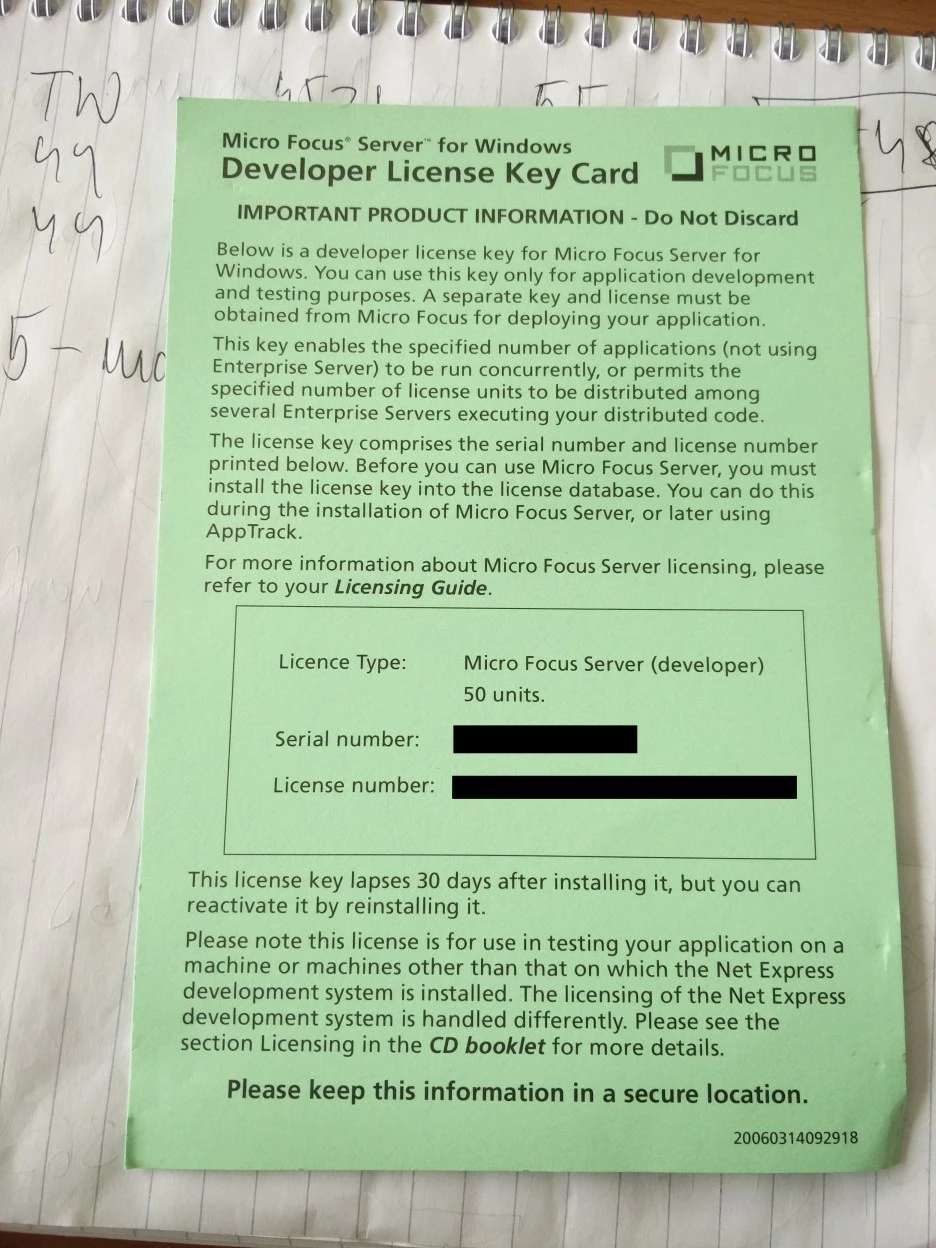 TW
44
44
5 -
Micro Focus® Server™ for Windows
Developer License Key Card
MICRO
FOCUS
IMPORTANT PRODUCT INFORMATION - Do Not Discard
Below is a developer license key for Micro Focus Server for
Windows. You can use this key only for application development
and testing purposes. A separate key and license must be
obtained from Micro Focus for deploying your application.
This key enables the specified number of applications (not using
Enterprise Server) to be run concurrently, or permits the
specified number of license units to be distributed among
several Enterprise Servers executing your distributed code.
The license key comprises the serial number and license number
printed below. Before you can use Micro Focus Server, you must
install the license key into the license database. You can do this
during the installation of Micro Focus Server, or later using
AppTrack.
For more information about Micro Focus Server licensing, please
refer to your Licensing Guide.
Licence Type: Micro Focus Server (developer)
50 units.
Serial number:
License number:
This license key lapses 30 days after installing it, but you can
reactivate it by reinstalling it.
Please note this license is for use in testing your application on a
machine or machines other than that on which the Net Express
development system is installed. The licensing of the Net Express
development system is handled differently. Please see the
section Licensing in the CD booklet for more details.
Please keep this information in a secure location.
20060314092918